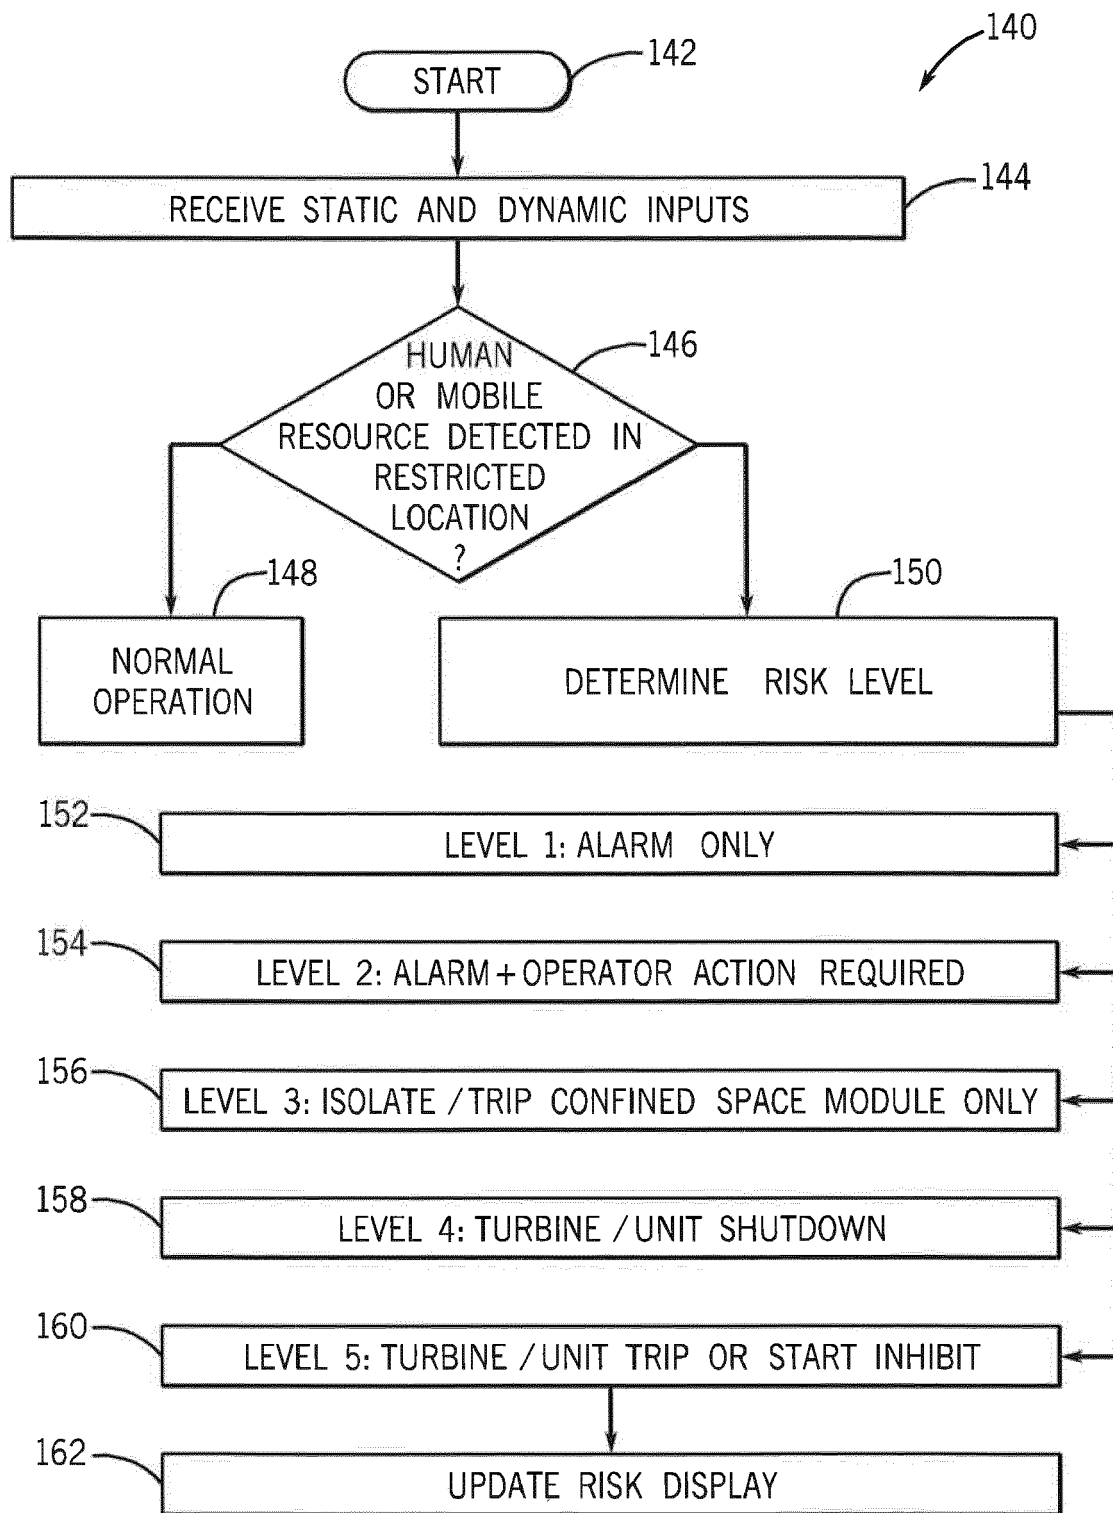 140
START
142
RECEIVE STATIC AND DYNAMIC INPUTS
144
HUMAN
OR MOBILE
RESOURCE DETECTED IN
RESTRICTED
LOCATION
?
146
148
NORMAL
OPERATION
150
DETERMINE RISK LEVEL
152
LEVEL 1: ALARM ONLY
154
LEVEL 2: ALARM+OPERATOR ACTION REQUIRED
156
LEVEL 3: ISOLATE / TRIP CONFINED SPACE MODULE ONLY
158
LEVEL 4: TURBINE / UNIT SHUTDOWN
160
LEVEL 5: TURBINE / UNIT TRIP OR START INHIBIT
162
UPDATE RISK DISPLAY